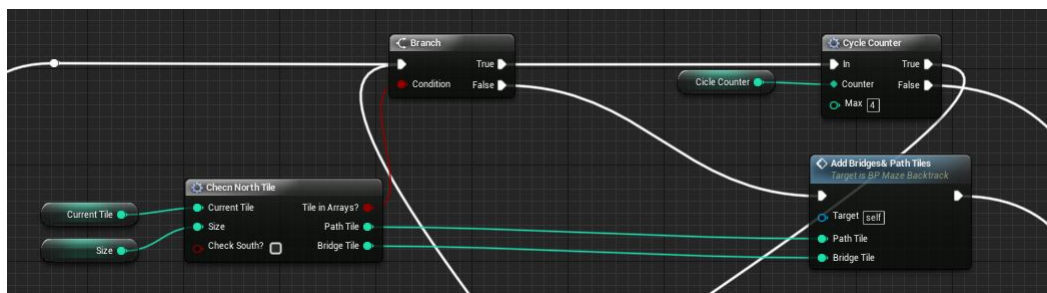 Branch
True
Condition
False
Cycle Counter
In
True
Counter
False
Max 4
Cicle Counter
Add Bridges& Path Tiles
Target is BP Maze Backtrack
Target self
Path Tile
Bridge Tile
Checn North Tile
Current Tile
Tile in Arrays?
Size
Path Tile
Check South?
Bridge Tile
Current Tile
Size